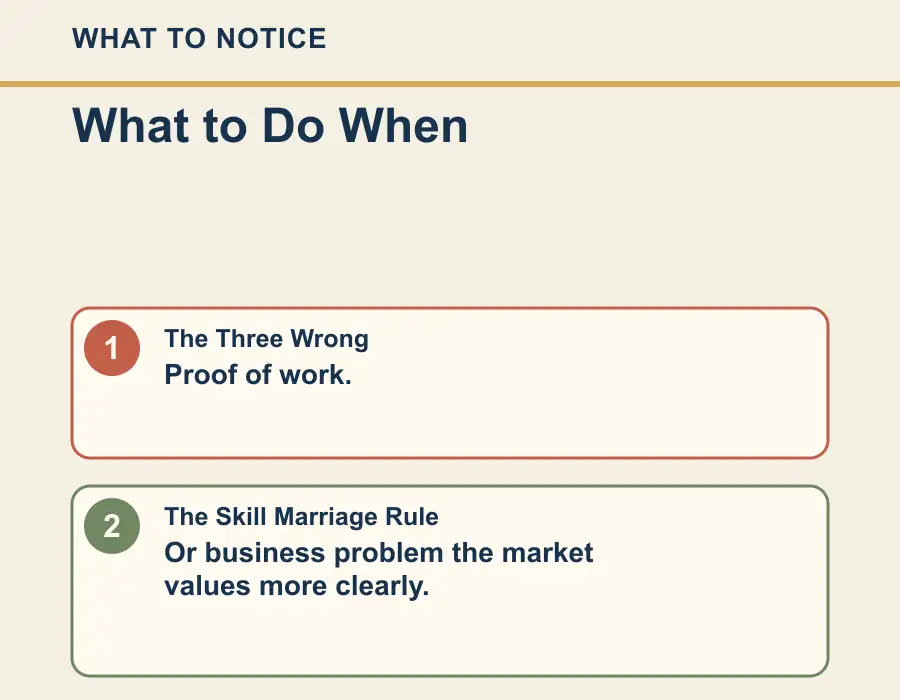 WHAT TO NOTICE
What to Do When
1
The Three Wrong
Proof of work.
2
The Skill Marriage Rule
Or business problem the market
values more clearly.